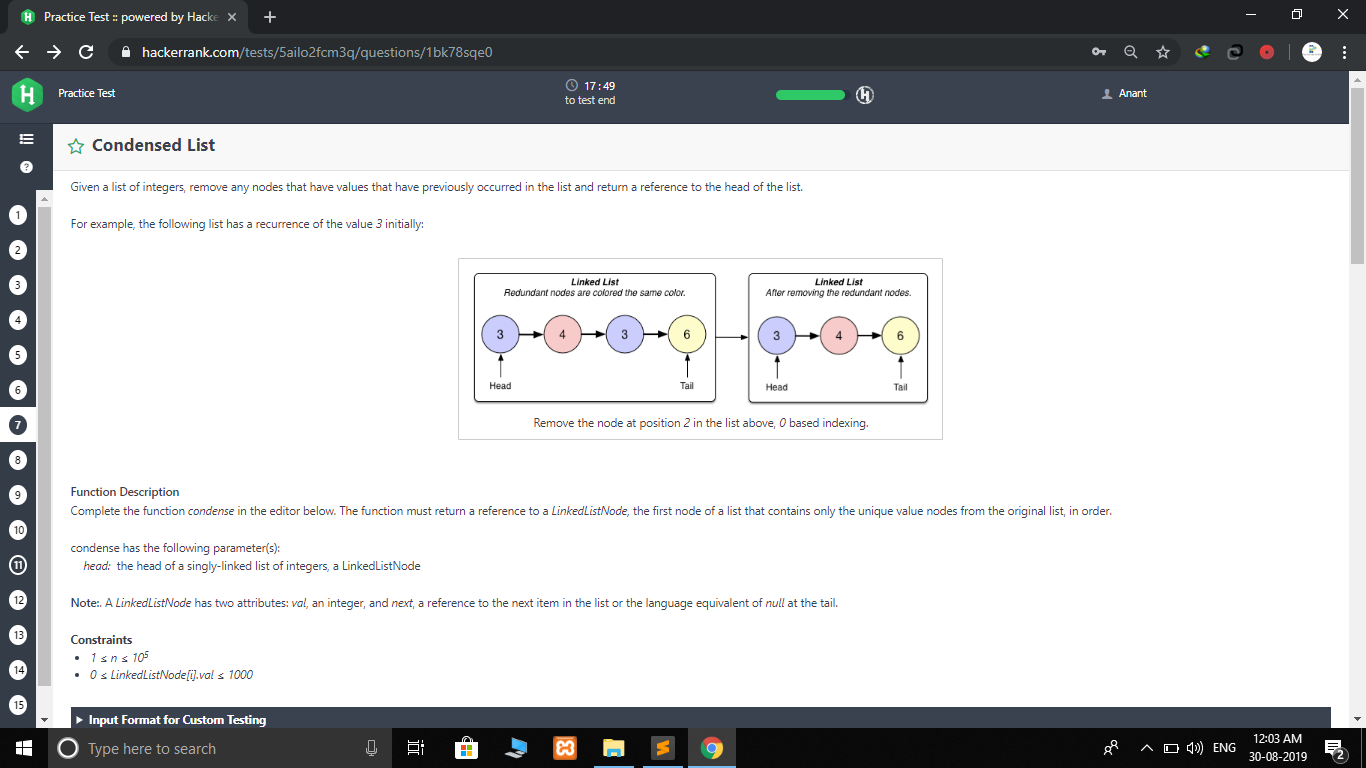 Practice Test :: powered by Hacke
hackerrank.com/tests/5ailo2fcm3q/questions/1bk78sqe0
Practice Test
17:49
to test end
Anant
Condensed List
Given a list of integers, remove any nodes that have values that have previously occurred in the list and return a reference to the head of the list.
For example, the following list has a recurrence of the value 3 initially:
Linked List
Redundant nodes are colored the same color.
3 4 3 6
Head Tail
Linked List
After removing the redundant nodes.
3 4 6
Head Tail
Remove the node at position 2 in the list above, 0 based indexing.
Function Description
Complete the function condense in the editor below. The function must return a reference to a LinkedListNode, the first node of a list that contains only the unique value nodes from the original list, in order.
condense has the following parameter(s):
head: the head of a singly-linked list of integers, a LinkedListNode
Note:. A LinkedListNode has two attributes: val, an integer, and next, a reference to the next item in the list or the language equivalent of null at the tail.
Constraints
• 1 ≤ n ≤ 10⁵
• 0 ≤ LinkedListNode[i].val ≤ 1000
Input Format for Custom Testing
1
2
3
4
5
6
7
8
9
10
11
12
13
14
15
Type here to search
ENG
12:03 AM
30-08-2019
2